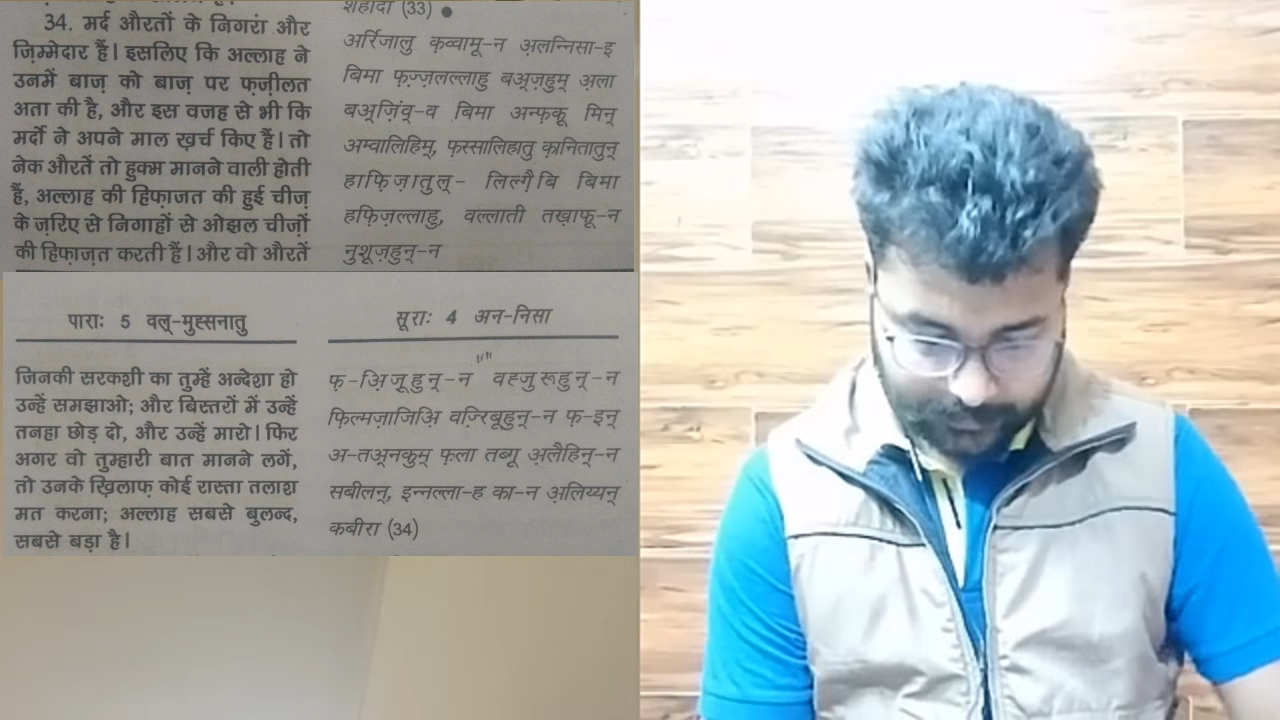 34. मर्द औरतों के निगरां और
ज़िम्मेदार हैं। इसलिए कि अल्लाह ने
उनमें बाज़ को बाज़ पर फ़ज़ीलत
अता की है, और इस वजह से भी कि
मर्दों ने अपने माल ख़र्च किए हैं। तो
नेक औरतें तो हुक्म मानने वाली होती
हैं, अल्लाह की हिफ़ाजत की हुई चीज़
के ज़रिए से निगाहों से ओझल चीज़ों
की हिफ़ाज़त करती हैं। और वो औरतें
शहीदा (33)
अर्रिजालु क़व्वामू-न अ़लन्निसा-इ
बिमा फ़ज़्ज़लल्लाहु बअ़्ज़हुम् अ़ला
बअ़्ज़िंव्-व बिमा अन्फ़क़ू मिन्
अम्वालिहिम्, फ़स्सालिहातु क़ानितातुन्
हाफ़िज़ातुल्- लिल्ग़ैबि बिमा
हफ़िज़ल्लाहु, वल्लाती तख़ाफू-न
नुशूज़हुन्-न
पाराः 5 वल्-मुह्सनातु
सूराः 4 अन-निसा
जिनकी सरकशी का तुम्हें अन्देशा हो
उन्हें समझाओ; और बिस्तरों में उन्हें
तनहा छोड़ दो, और उन्हें मारो। फिर
अगर वो तुम्हारी बात मानने लगें,
तो उनके ख़िलाफ़ कोई रास्ता तलाश
मत करना; अल्लाह सबसे बुलन्द,
सबसे बड़ा है।
फ़-अ़िजूहुन्-न वह्जुरूहुन्-न
फ़िल्मज़ाजिअ़ि वज़्रिबूहुन्-न फ़-इन्
अ-तअ़्नकुम् फ़ला तब्ग़ू अ़लैहिन्-न
सबीलन्, इन्नल्ला-ह का-न अ़लिय्यन्
कबीरा (34)